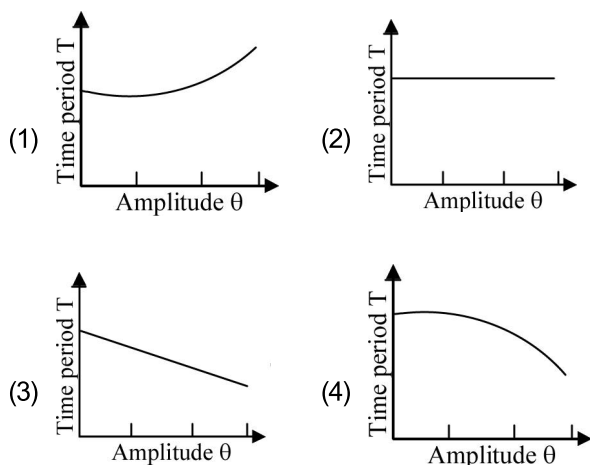 (1)
Time period T
Amplitude θ
(2)
Time period T
Amplitude θ
(3)
Time period T
Amplitude θ
(4)
Time period T
Amplitude θ